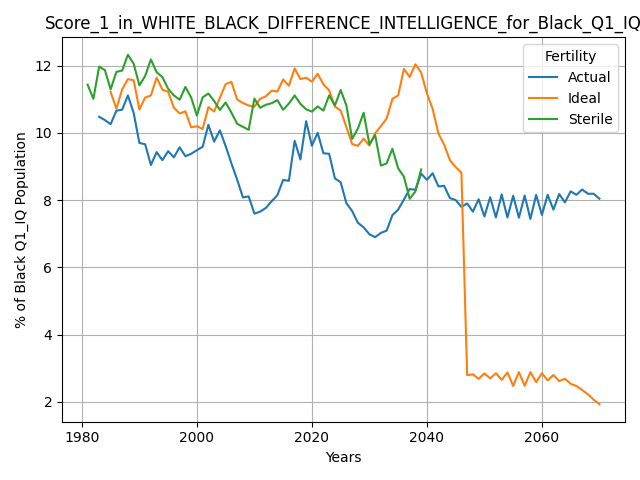 Score_1_in_WHITE_BLACK_DIFFERENCE_INTELLIGENCE_for_Black_Q1_IQ
Fertility
Actual
Ideal
Sterile
% of Black Q1_IQ Population
12
10
8
6
4
2
1980
2000
2020
2040
2060
Years